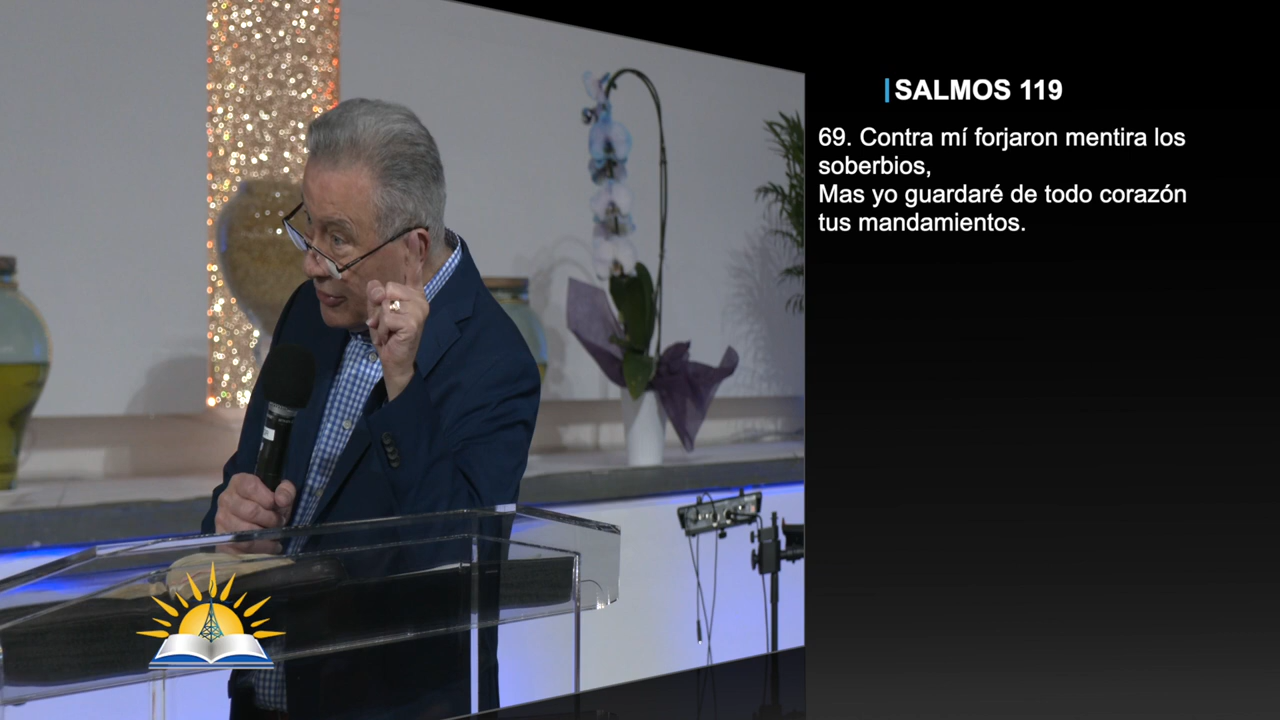 SALMOS 119
69. Contra mí forjaron mentira los
soberbios,
Mas yo guardaré de todo corazón
tus mandamientos.